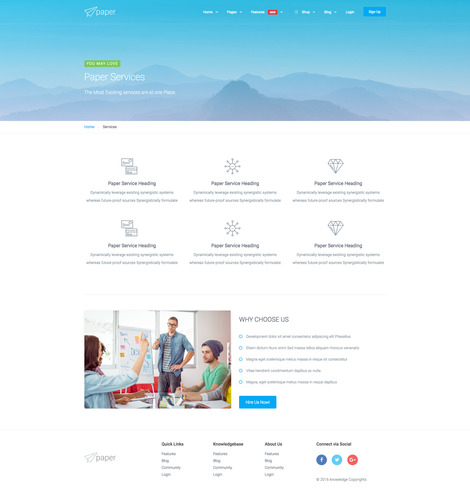 paper
Home Pages Features NEW Shop Blog Login Sign Up
YOU MAY LOVE
Paper Services
The Most Exciting services are at one Place.
Home Services
Paper Service Heading Paper Service Heading Paper Service Heading
Dynamically leverage existing synergistic systems Dynamically leverage existing synergistic systems Dynamically leverage existing synergistic systems
whereas future-proof sources Synergistically formulate whereas future-proof sources Synergistically formulate whereas future-proof sources Synergistically formulate
Paper Service Heading Paper Service Heading Paper Service Heading
Dynamically leverage existing synergistic systems Dynamically leverage existing synergistic systems Dynamically leverage existing synergistic systems
whereas future-proof sources Synergistically formulate whereas future-proof sources Synergistically formulate whereas future-proof sources Synergistically formulate
WHY CHOOSE US
Development dolor sit amet consectetur adipiscing elit Phasellus
Etiam dictum Nulla enim diet massa tellus aliquam rhoncus venenatis
Magna eget scelerisque metus massa in neque sit consectetur
Vitae hendrerit condimentum dapibus nulla
Magna eget scelerisque metus massa in neque dapibus
Hire Us Now!
paper
Quick Links Knowledgebase About Us Connect via Social
Features Features Features
Blog Blog Blog
Community Community Community
Login Login Login
© 2016 Knowledge Copyrights